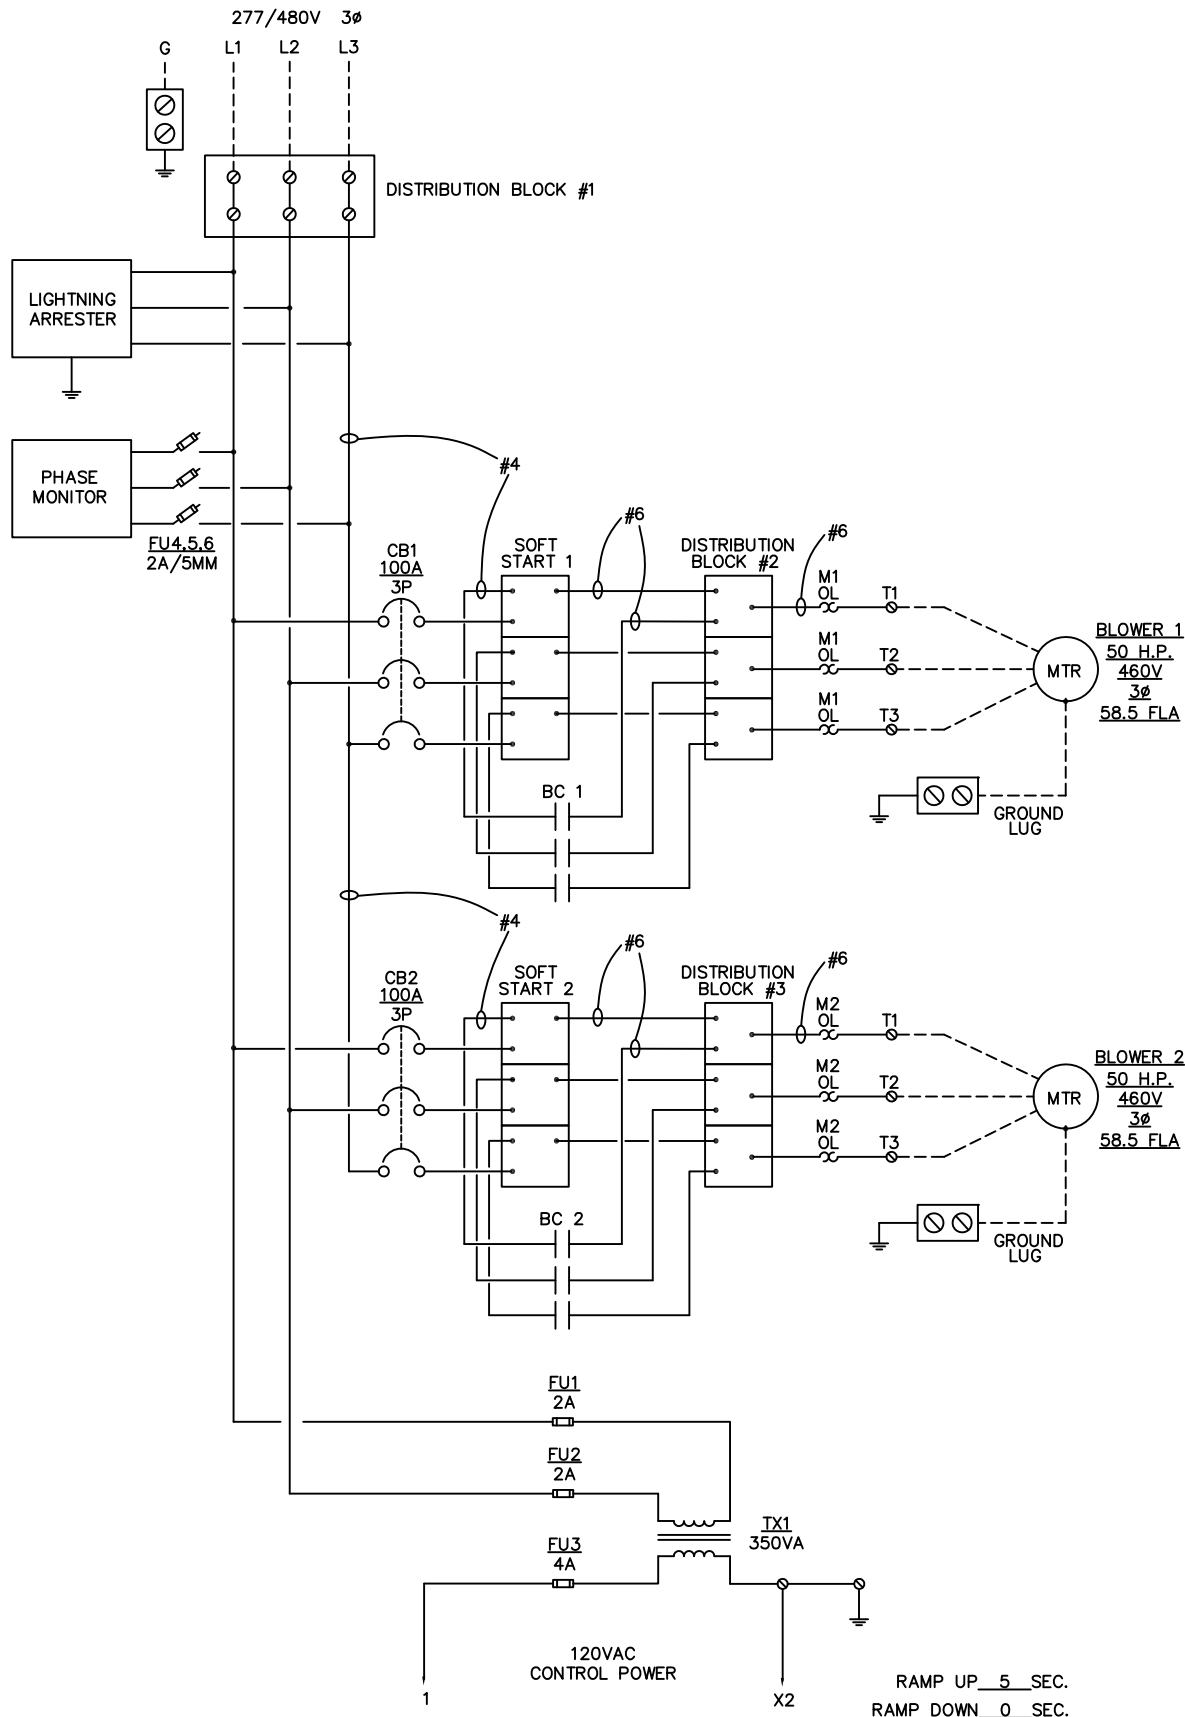 277/480V 3ø
G L1 L2 L3
DISTRIBUTION BLOCK #1
LIGHTNING
ARRESTER
PHASE
MONITOR
FU4,5,6
2A/5MM
#4
#6
#6
CB1
100A
3P
SOFT
START 1
DISTRIBUTION
BLOCK #2
M1
OL
T1
M1
OL
T2
M1
OL
T3
MTR
BLOWER 1
50 H.P.
460V
3ø
58.5 FLA
BC 1
GROUND
LUG
#4
#6
#6
CB2
100A
3P
SOFT
START 2
DISTRIBUTION
BLOCK #3
M2
OL
T1
M2
OL
T2
M2
OL
T3
MTR
BLOWER 2
50 H.P.
460V
3ø
58.5 FLA
BC 2
GROUND
LUG
FU1
2A
FU2
2A
FU3
4A
TX1
350VA
120VAC
CONTROL POWER
1
X2
RAMP UP 5 SEC.
RAMP DOWN 0 SEC.